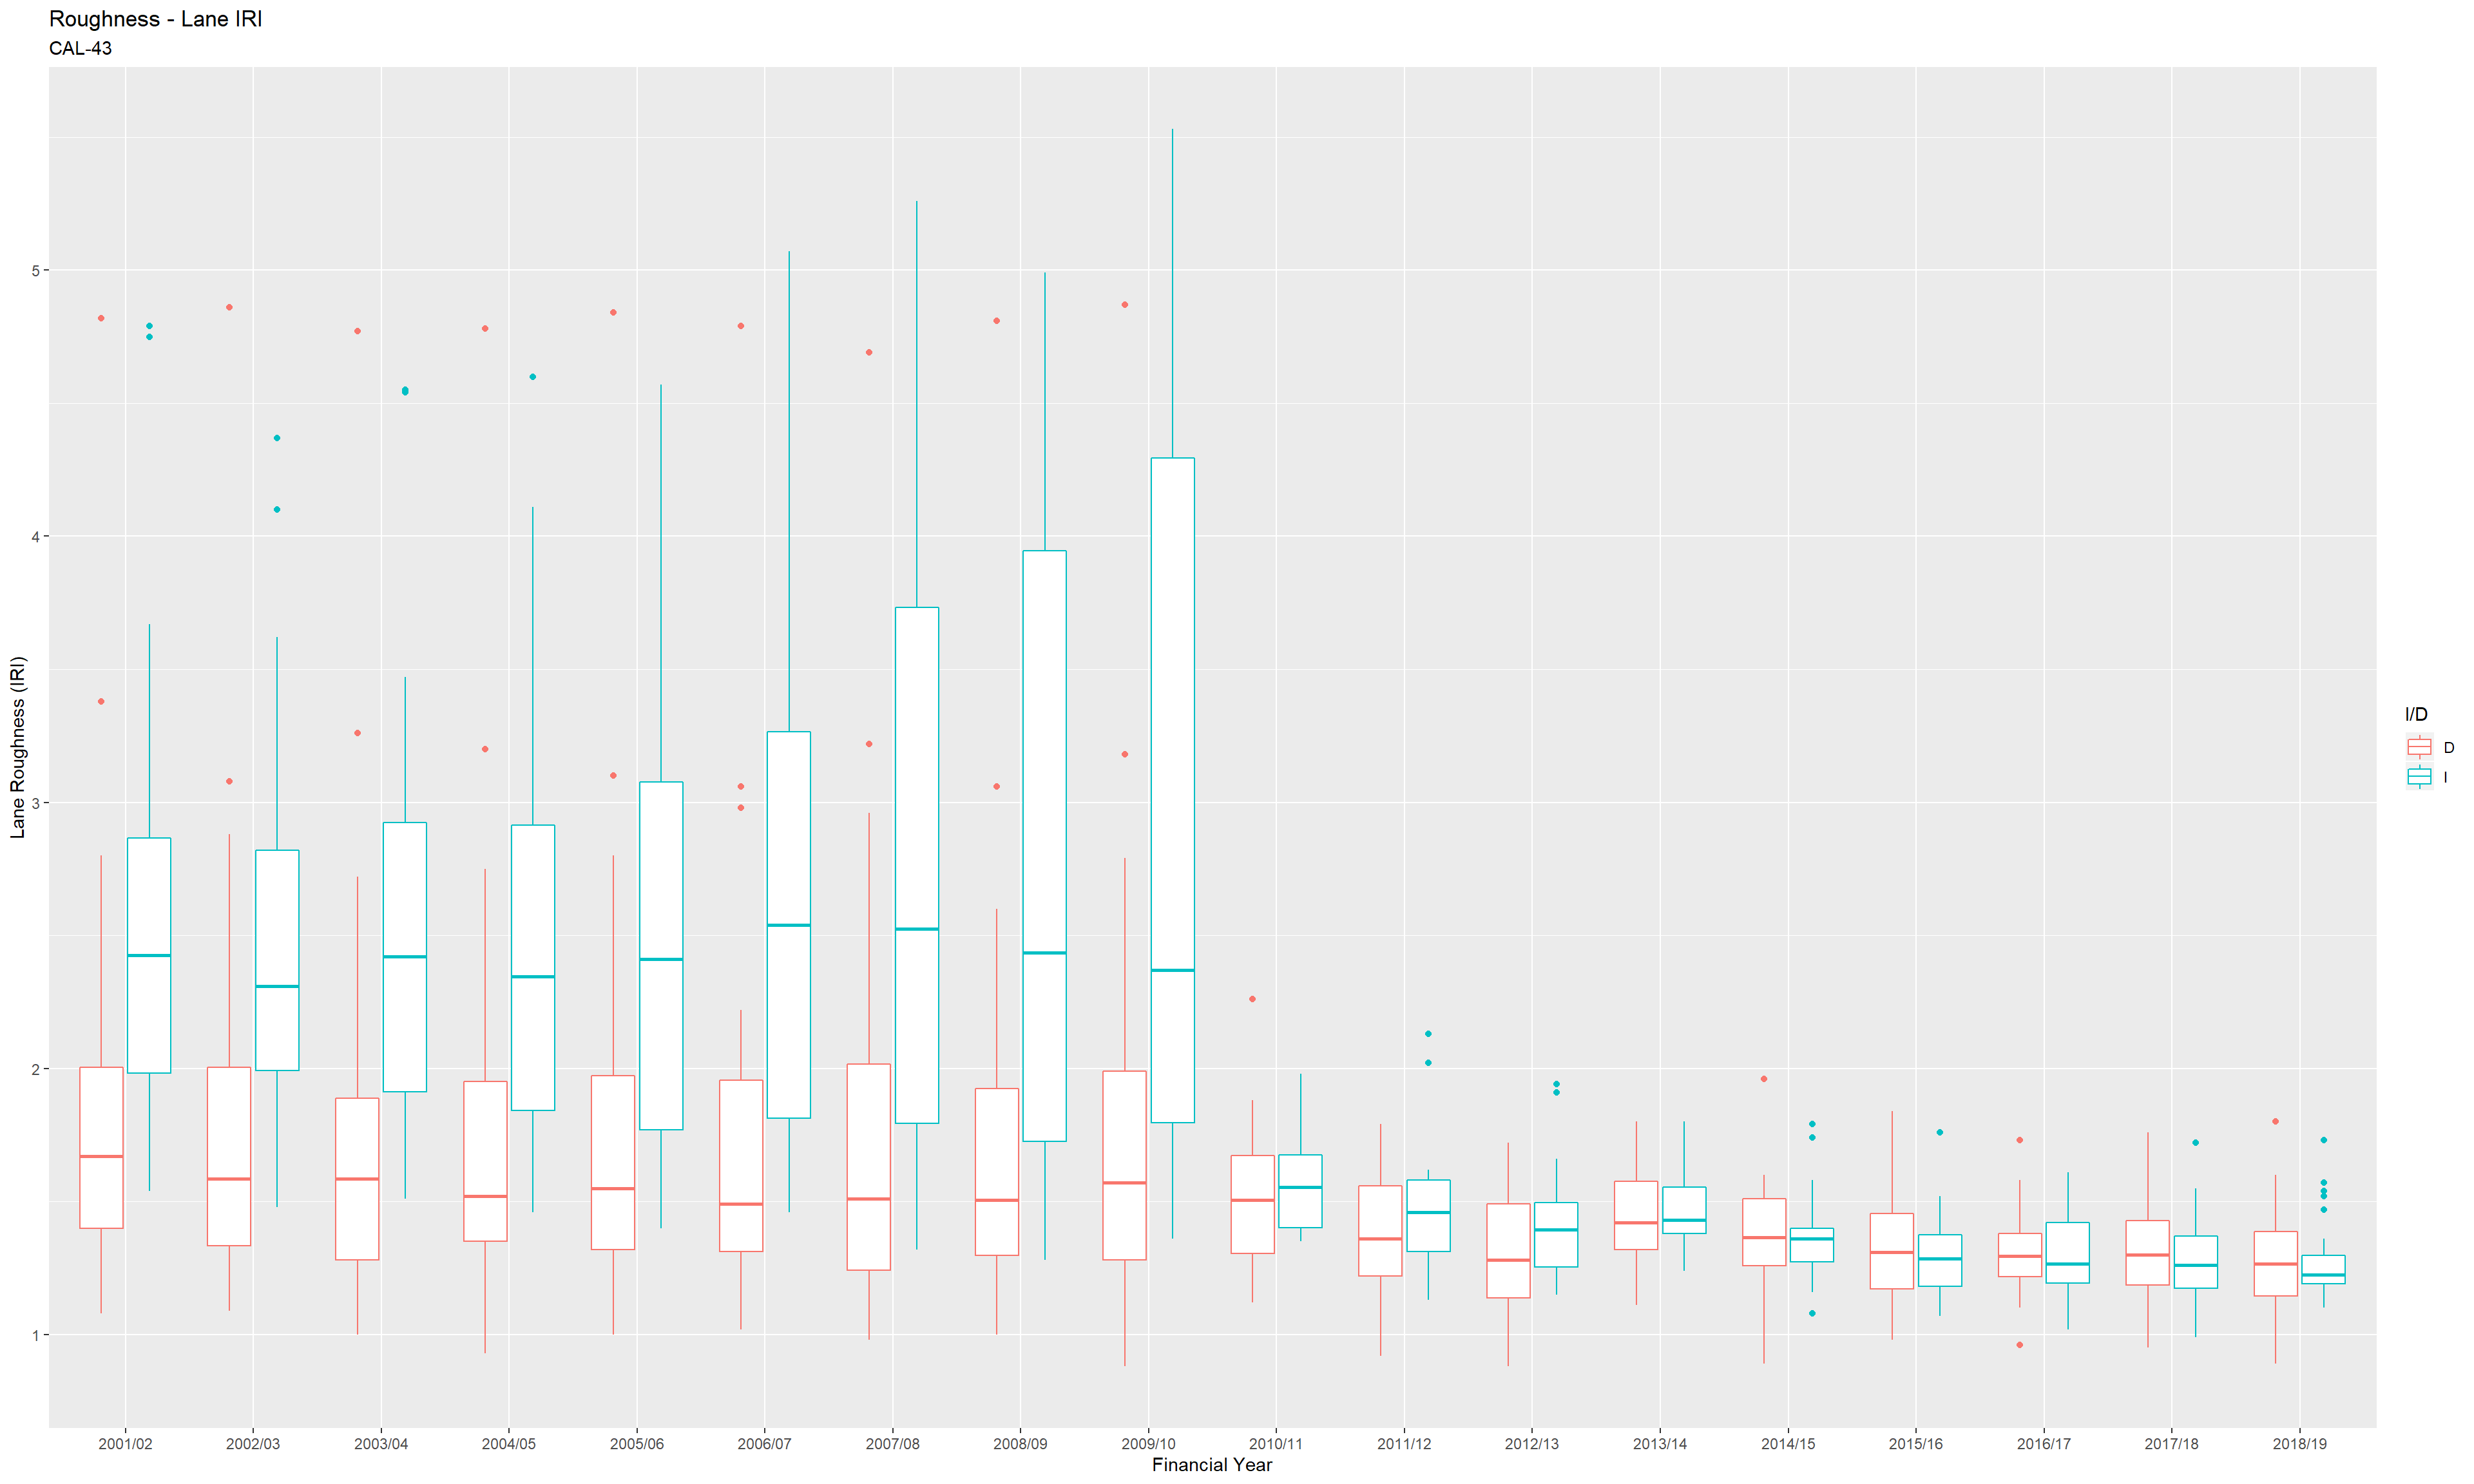 Roughness - Lane IRI
CAL-43
Lane Roughness (IRI)
5
4
3
2
1
2001/02 2002/03 2003/04 2004/05 2005/06 2006/07 2007/08 2008/09 2009/10 2010/11 2011/12 2012/13 2013/14 2014/15 2015/16 2016/17 2017/18 2018/19
Financial Year
I/D
D
I